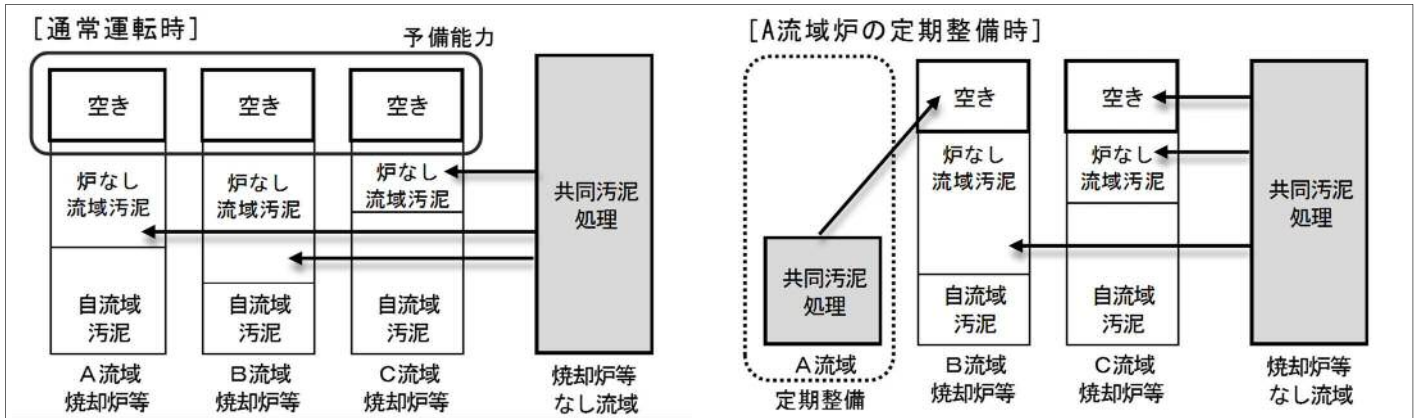 [通常運転時]
予備能力
空き
空き
空き
炉なし
流域汚泥
炉なし
流域汚泥
炉なし
流域汚泥
自流域
汚泥
自流域
汚泥
自流域
汚泥
共同汚泥
処理
A流域
焼却炉等
B流域
焼却炉等
C流域
焼却炉等
焼却炉等
なし流域
[A流域炉の定期整備時]
空き
空き
炉なし
流域汚泥
炉なし
流域汚泥
共同汚泥
処理
自流域
汚泥
自流域
汚泥
共同汚泥
処理
A流域
定期整備
B流域
焼却炉等
C流域
焼却炉等
焼却炉等
なし流域